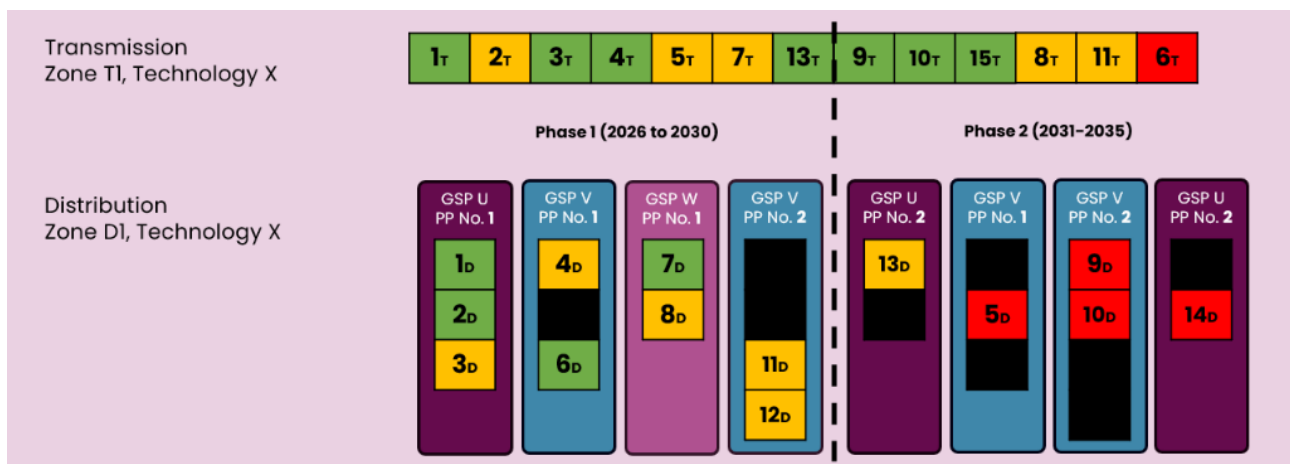 Transmission
Zone T1, Technology X
1T 2T 3T 4T 5T 7T 13T 9T 10T 15T 8T 11T 6T
Phase 1 (2026 to 2030)
Phase 2 (2031-2035)
Distribution
Zone D1, Technology X
GSP U
PP No. 1
1D
2D
3D
GSP V
PP No. 1
4D
6D
GSP W
PP No. 1
7D
8D
GSP V
PP No. 2
11D
12D
GSP U
PP No. 2
13D
GSP V
PP No. 1
5D
GSP V
PP No. 2
9D
10D
GSP U
PP No. 2
14D